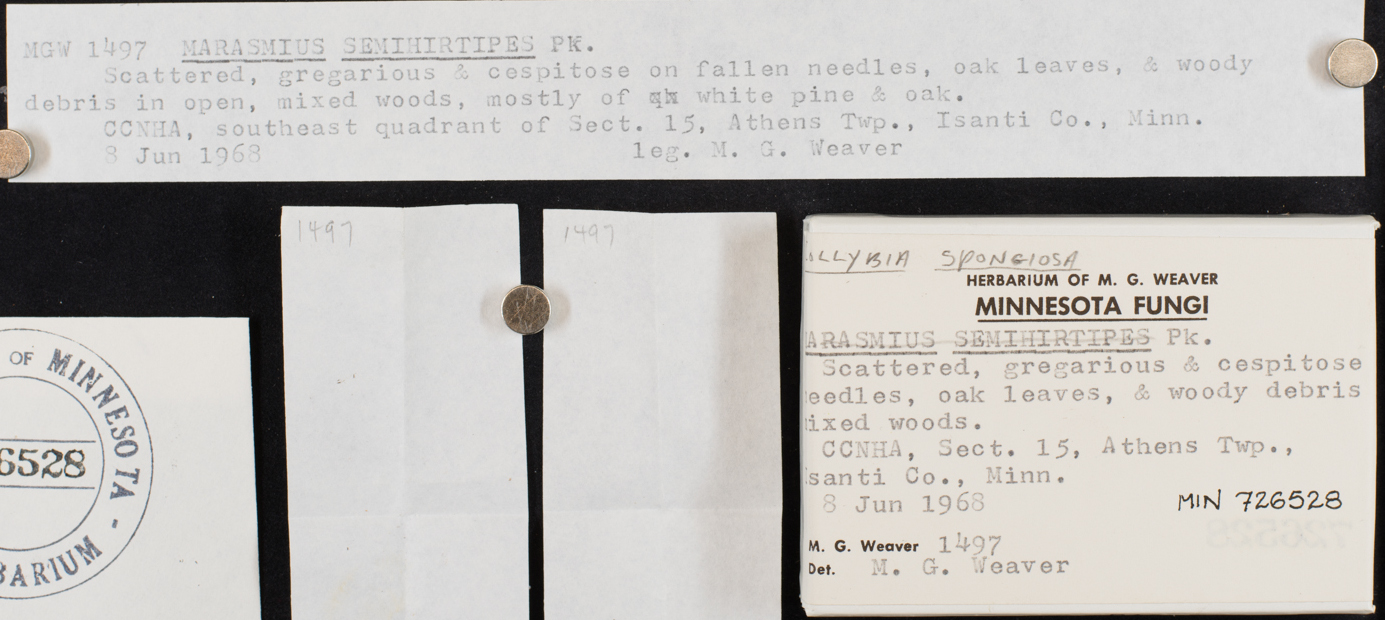 MGW 1497 MARASMIUS SEMIHIRTIPES Pk.
Scattered, gregarious & cespitose on fallen needles, oak leaves, & woody
debris in open, mixed woods, mostly of white pine & oak.
CCNHA, southeast quadrant of Sect. 15, Athens Twp., Isanti Co., Minn.
8 Jun 1968 leg. M. G. Weaver
1497
1497
OF MINNESOTA -
BARIUM
6528
OLLYBIA SPONGIOSA
HERBARIUM OF M. G. WEAVER
MINNESOTA FUNGI
ARASMIUS SEMIHIRTIPES Pk.
Scattered, gregarious & cespitose
eedles, oak leaves, & woody debris
ixed woods.
CCNHA, Sect. 15, Athens Twp.,
santi Co., Minn.
8 Jun 1968
MIN 726528
M. G. Weaver 1497
Det. M. G. Weaver